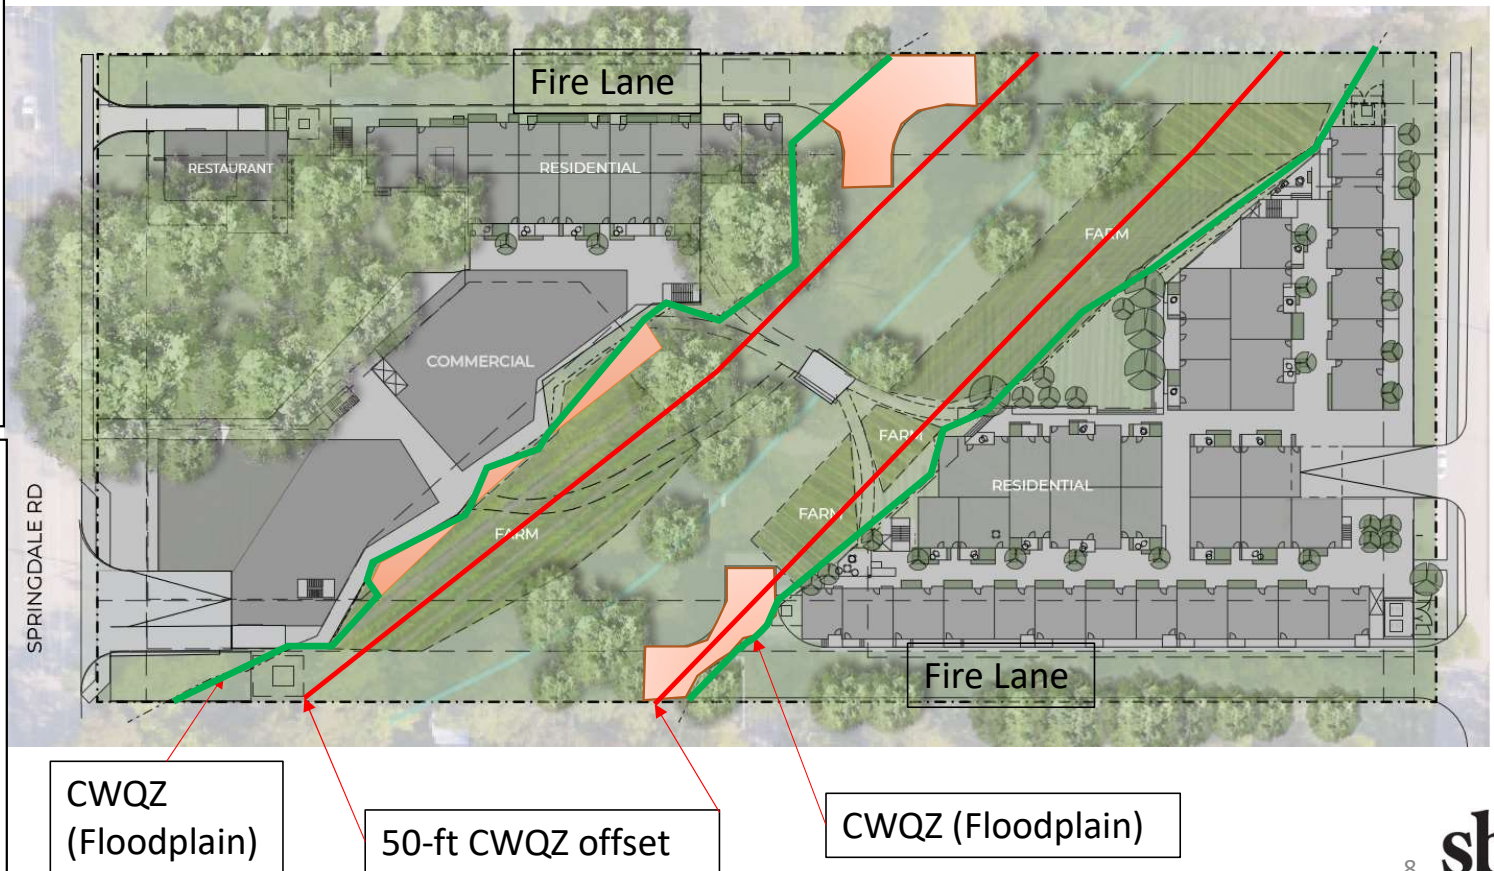 Fire Lane
RESTAURANT
RESIDENTIAL
FARM
COMMERCIAL
FARM
RESIDENTIAL
FARM
FARM
SPRINGDALE RD
Fire Lane
CWQZ
(Floodplain)
50-ft CWQZ offset
CWQZ (Floodplain)
8